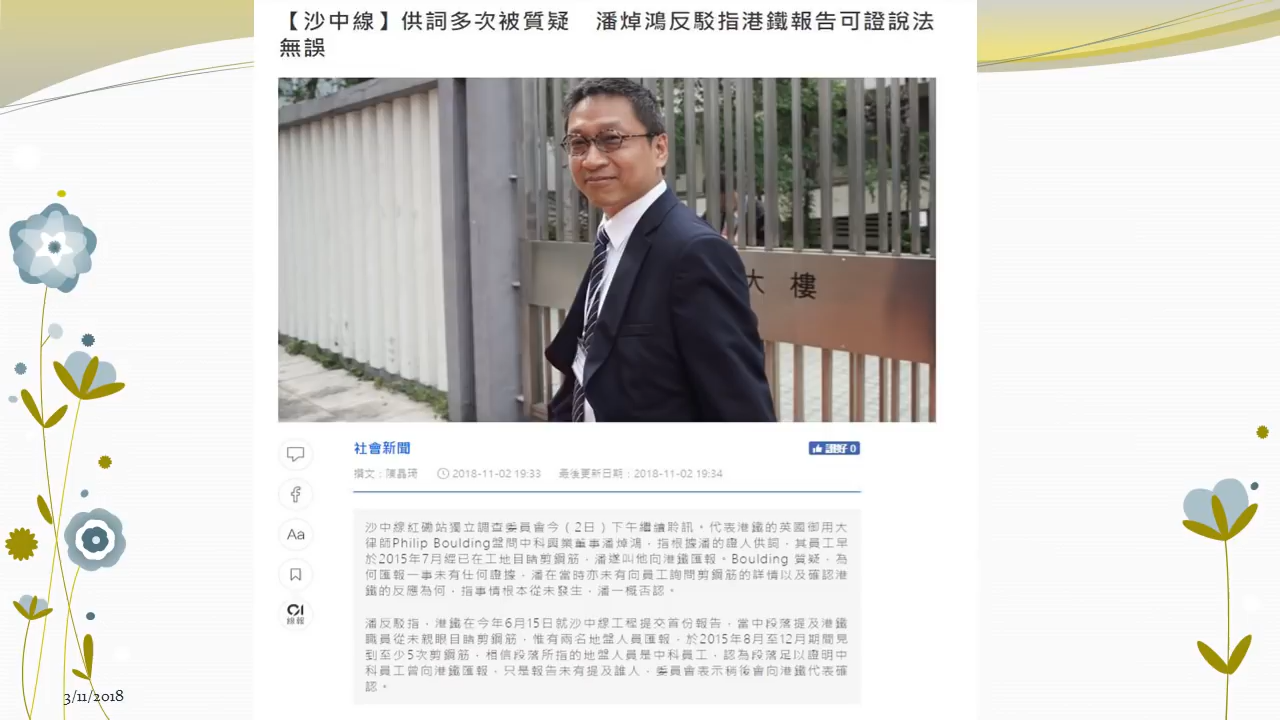 【沙中線】供詞多次被質疑　潘焯鴻反駁指港鐵報告可證說法
無誤
大 樓
社會新聞
讚好 0
撰文：陳晶琦 2018-11-02 19:33 最後更新日期：2018-11-02 19:34
Aa
線報
沙中線紅磡站獨立調查委員會今（2日）下午繼續聆訊。代表港鐵的英國御用大
律師Philip Boulding盤問中科興業董事潘焯鴻，指根據潘的證人供詞，其員工早
於2015年7月經已在工地目睹剪鋼筋，潘遂叫他向港鐵匯報。Boulding 質疑，為
何匯報一事未有任何證據，潘在當時亦未有向員工詢問剪鋼筋的詳情以及確認港
鐵的反應為何，指事情根本從未發生，潘一概否認。
潘反駁指，港鐵在今年6月15日就沙中線工程提交首份報告，當中段落提及港鐵
職員從未親眼目睹剪鋼筋，惟有兩名地盤人員匯報，於2015年8月至12月期間見
到至少5次剪鋼筋，相信段落所指的地盤人員是中科員工，認為段落足以證明中
科員工曾向港鐵匯報，只是報告未有提及誰人，委員會表示稍後會向港鐵代表確
認。
3/11/2018